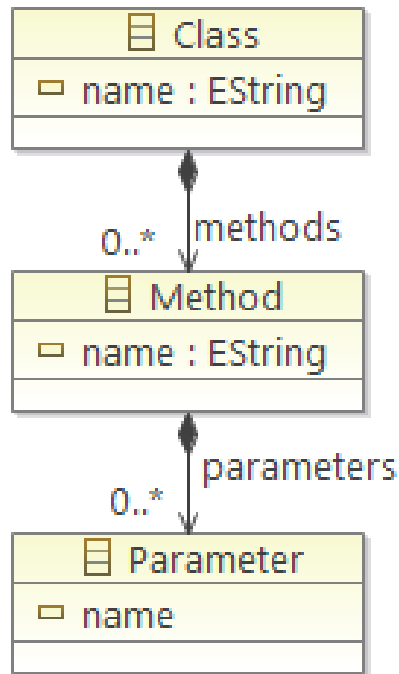 Class
name : EString
methods
0..*
Method
name : EString
parameters
0..*
Parameter
name